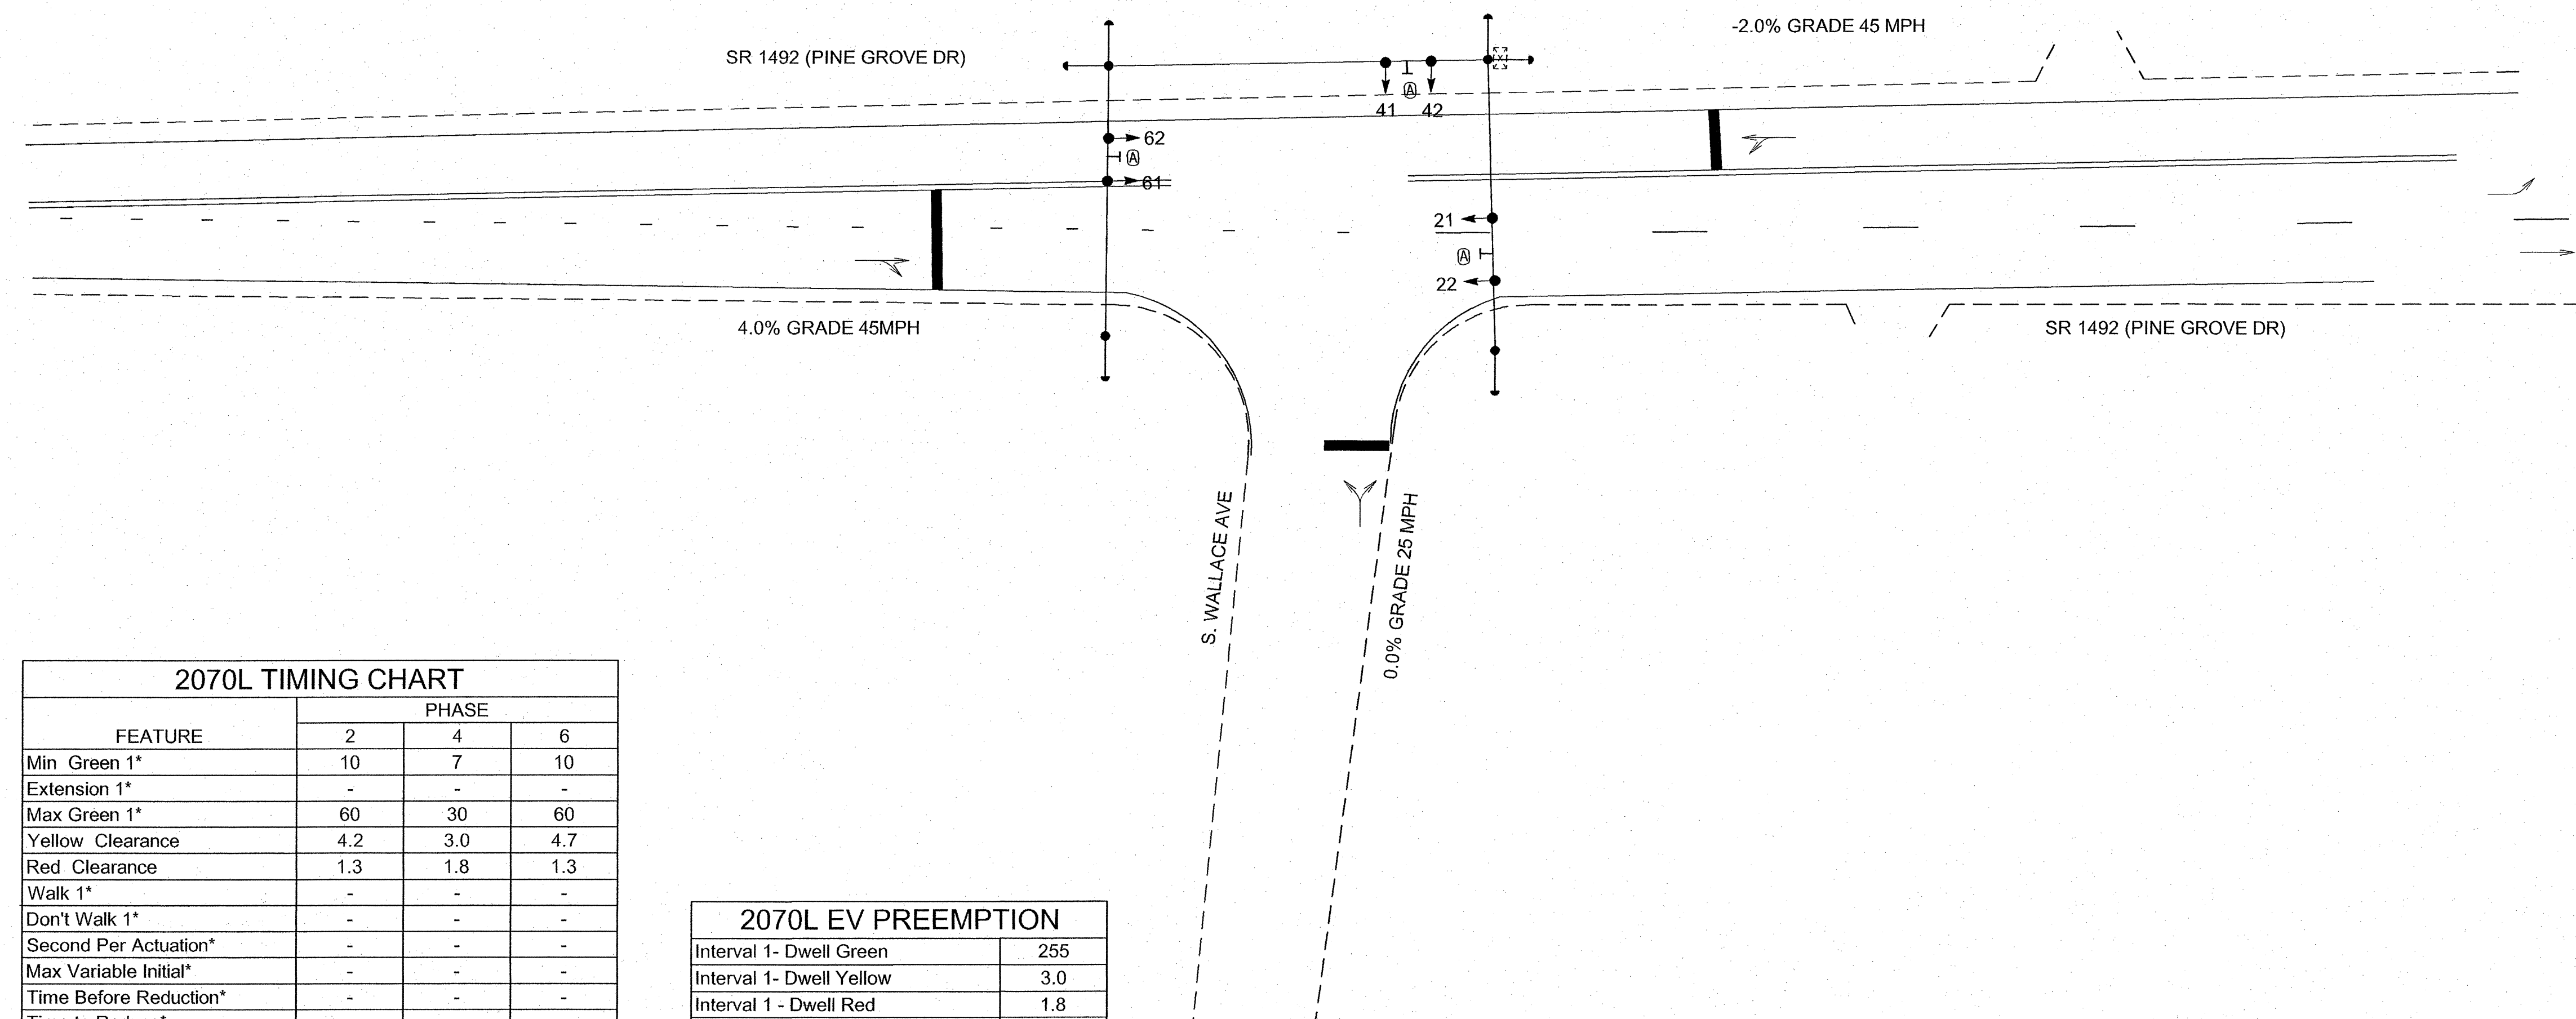 -2.0% GRADE 45 MPH
SR 1492 (PINE GROVE DR)
X
A
41 42
62
A
61
21
A
22
4.0% GRADE 45MPH
SR 1492 (PINE GROVE DR)
S. WALLACE AVE
0.0% GRADE 25 MPH
2070L TIMING CHART
PHASE
FEATURE 2 4 6
Min Green 1* 10 7 10
Extension 1* - - -
Max Green 1* 60 30 60
Yellow Clearance 4.2 3.0 4.7
Red Clearance 1.3 1.8 1.3
Walk 1* - - -
Don't Walk 1* - - -
Second Per Actuation* - - -
Max Variable Initial* - - -
Time Before Reduction* - - -
2070L EV PREEMPTION
Interval 1- Dwell Green 255
Interval 1- Dwell Yellow 3.0
Interval 1 - Dwell Red 1.8